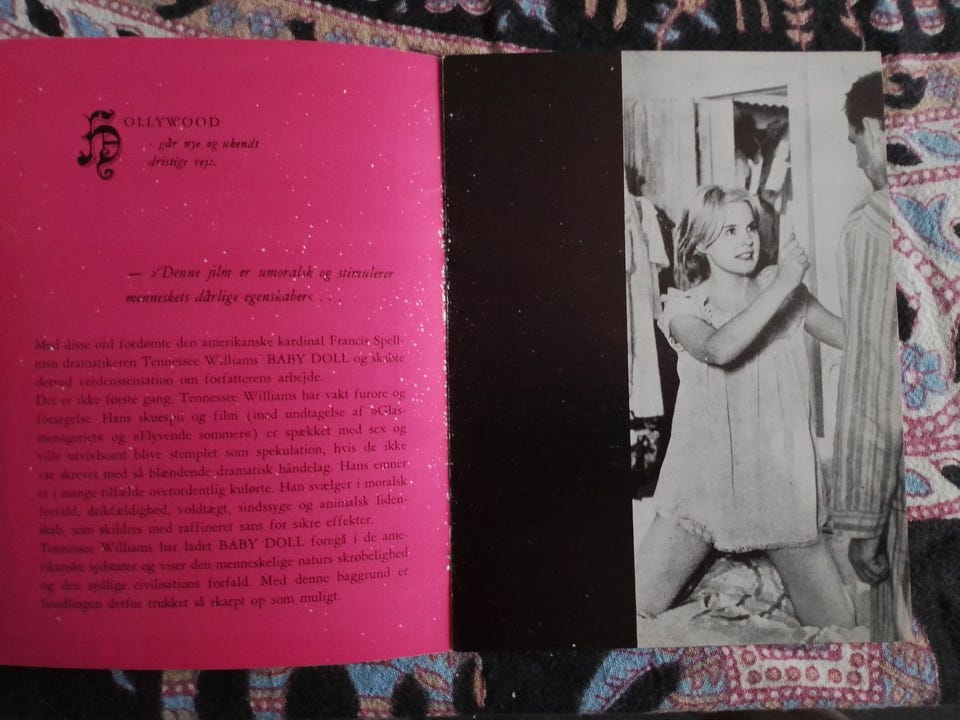 HOLLYWOOD
- går nye og ukendt
dristige veje.
— »Denne film er umoralsk og stimulerer
menneskets dårlige egenskaber« . . .
Med disse ord fordømte den amerikanske kardinal Francis Spell-
man dramatikeren Tennessee Williams' BABY DOLL og skabte
derved verdenssensation om forfatterens arbejde.
Det er ikke første gang, Tennessee Williams har vakt furore og
forargelse. Hans skuespil og film (med undtagelse af »Glas-
menageriet« og »Flyvende sommer«) er spækket med sex og
ville utvivlsomt blive stemplet som spekulation, hvis de ikke
var skrevet med så blændende dramatisk håndelag. Hans emner
er i mange tilfælde overordentlig kulørte. Han svælger i moralsk
forfald, drikfældighed, voldtægt, sindssyge og animalsk liden-
skab, som skildres med raffineret sans for sikre effekter.
Tennessee Williams har ladet BABY DOLL foregå i de ame-
rikanske sydstater og viser den menneskelige naturs skrøbelighed
og den sydlige civilisations forfald. Med denne baggrund er
handlingen derfor trukket så skarpt op som muligt.